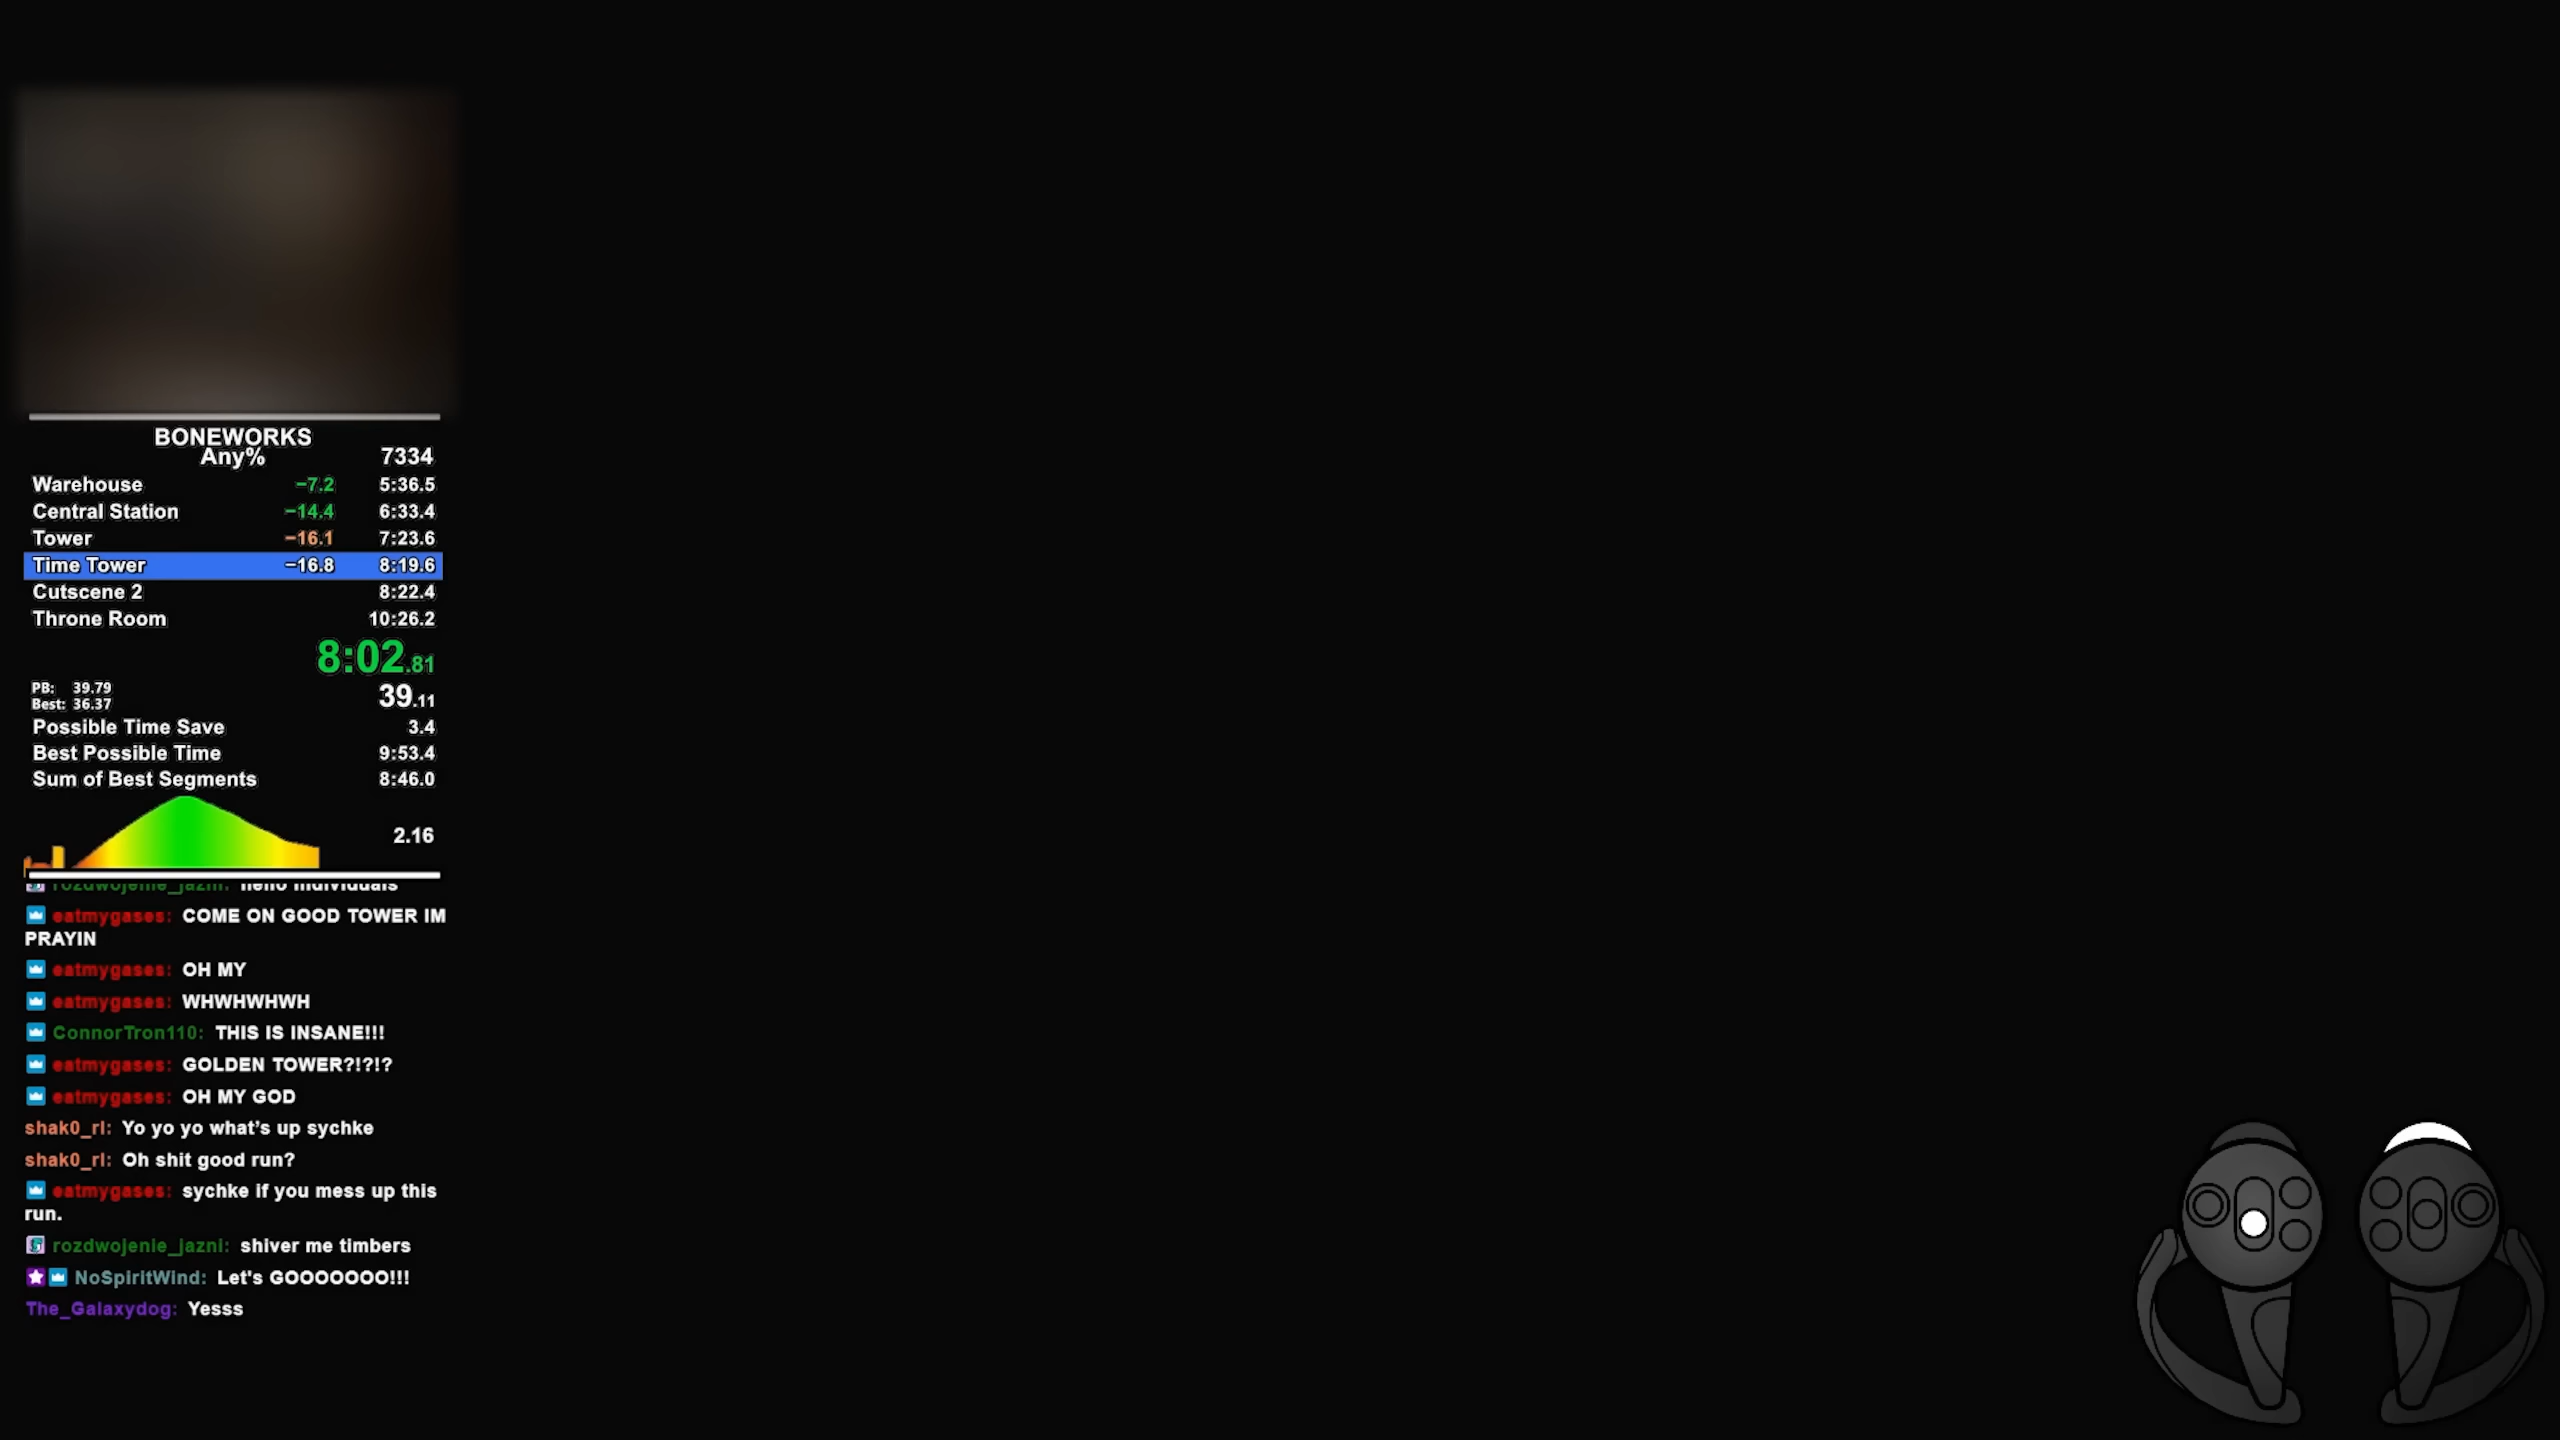 BONEWORKS
Any% 7334
Warehouse −7.2 5:36.5
Central Station −14.4 6:33.4
Tower −16.1 7:23.6
Time Tower −16.8 8:19.6
Cutscene 2 8:22.4
Throne Room 10:26.2
8:02.81
PB: 39.79
Best: 36.37
39.11
Possible Time Save 3.4
Best Possible Time 9:53.4
Sum of Best Segments 8:46.0
2.16
rozdwojenie_jazni: hello individuals
eatmygases: COME ON GOOD TOWER IM
PRAYIN
eatmygases: OH MY
eatmygases: WHWHWHWH
ConnorTron110: THIS IS INSANE!!!
eatmygases: GOLDEN TOWER?!?!?
eatmygases: OH MY GOD
shak0_rl: Yo yo yo what's up sychke
shak0_rl: Oh shit good run?
eatmygases: sychke if you mess up this
run.
rozdwojenie_jazni: shiver me timbers
NoSpiritWind: Let's GOOOOOOO!!!
The_Galaxydog: Yesss